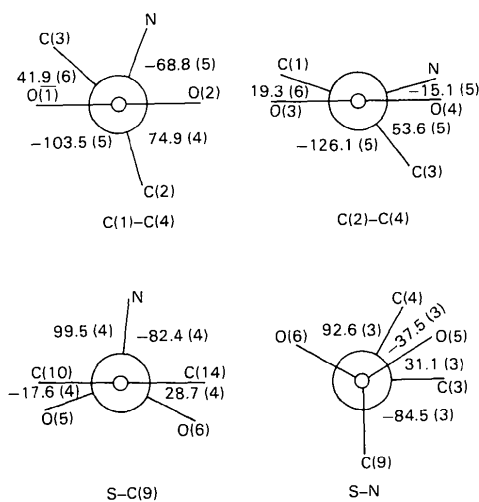 N
C(3)
-68.8 (5)
41.9 (6)
O(1)
O(2)
-103.5 (5)
74.9 (4)
C(2)
C(1)-C(4)
C(1)
N
19.3 (6)
-15.1 (5)
O(3)
O(4)
-126.1 (5)
53.6 (5)
C(3)
C(2)-C(4)
N
99.5 (4)
-82.4 (4)
C(10)
C(14)
-17.6 (4)
28.7 (4)
O(5)
O(6)
S-C(9)
C(4)
O(6)
92.6 (3)
-37.5 (3)
O(5)
31.1 (3)
C(3)
-84.5 (3)
C(9)
S-N